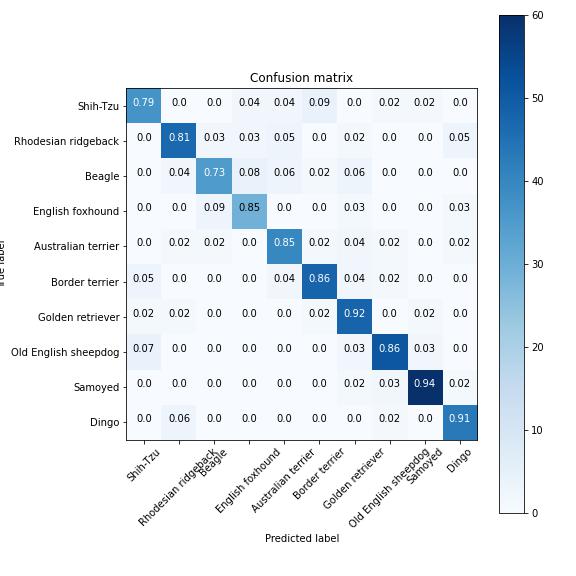 Confusion matrix
Shih-Tzu 0.79 0.0 0.0 0.04 0.04 0.09 0.0 0.02 0.02 0.0
Rhodesian ridgeback 0.0 0.81 0.03 0.03 0.05 0.0 0.02 0.0 0.0 0.05
Beagle 0.0 0.04 0.73 0.08 0.06 0.02 0.06 0.0 0.0 0.0
English foxhound 0.0 0.0 0.09 0.85 0.0 0.0 0.03 0.0 0.0 0.03
Australian terrier 0.0 0.02 0.02 0.0 0.85 0.02 0.04 0.02 0.0 0.02
Border terrier 0.05 0.0 0.0 0.0 0.04 0.86 0.04 0.02 0.0 0.0
Golden retriever 0.02 0.02 0.0 0.0 0.0 0.02 0.92 0.0 0.02 0.0
Old English sheepdog 0.07 0.0 0.0 0.0 0.0 0.0 0.03 0.86 0.03 0.0
Samoyed 0.0 0.0 0.0 0.0 0.0 0.0 0.02 0.03 0.94 0.02
Dingo 0.0 0.06 0.0 0.0 0.0 0.0 0.0 0.02 0.0 0.91
Shih-Tzu
Rhodesian ridgeback
Beagle
English foxhound
Australian terrier
Border terrier
Golden retriever
Old English sheepdog
Samoyed
Dingo
Predicted label
60
50
40
30
20
10
0